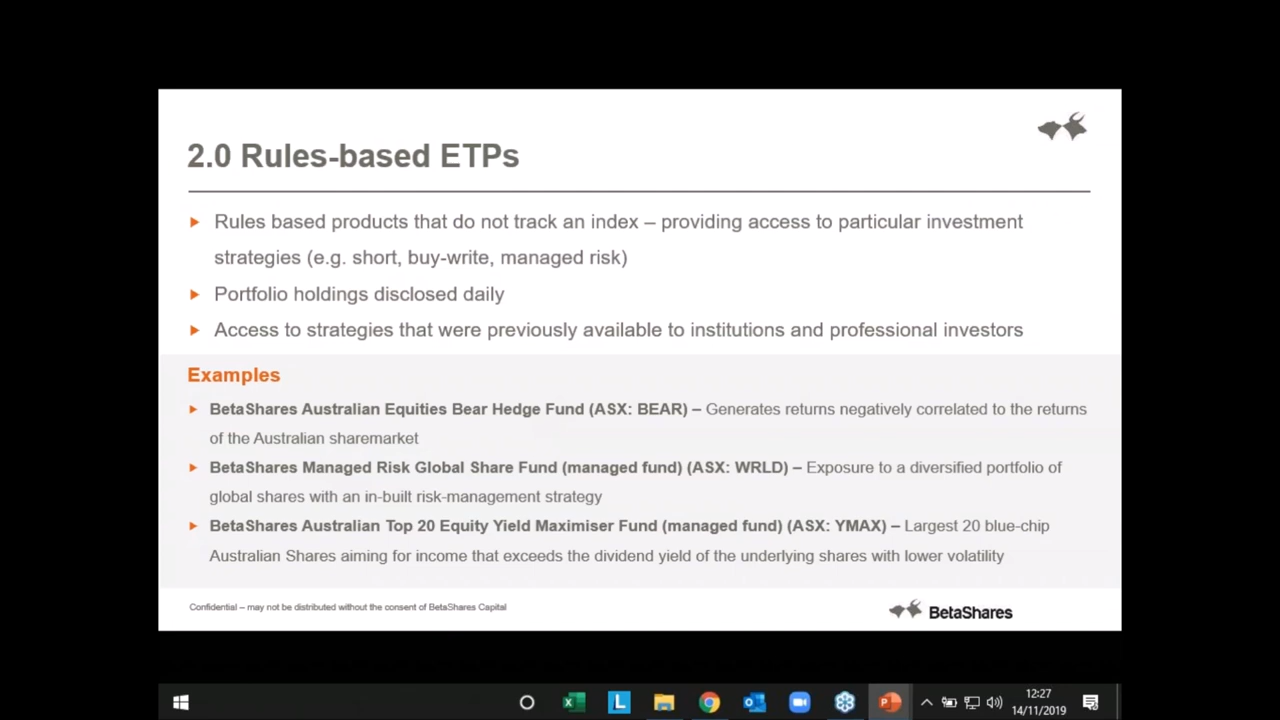 2.0 Rules-based ETPs
Rules based products that do not track an index – providing access to particular investment
strategies (e.g. short, buy-write, managed risk)
Portfolio holdings disclosed daily
Access to strategies that were previously available to institutions and professional investors
Examples
BetaShares Australian Equities Bear Hedge Fund (ASX: BEAR) – Generates returns negatively correlated to the returns
of the Australian sharemarket
BetaShares Managed Risk Global Share Fund (managed fund) (ASX: WRLD) – Exposure to a diversified portfolio of
global shares with an in-built risk-management strategy
BetaShares Australian Top 20 Equity Yield Maximiser Fund (managed fund) (ASX: YMAX) – Largest 20 blue-chip
Australian Shares aiming for income that exceeds the dividend yield of the underlying shares with lower volatility
Confidential – may not be distributed without the consent of BetaShares Capital
BetaShares
L
12:27
14/11/2019